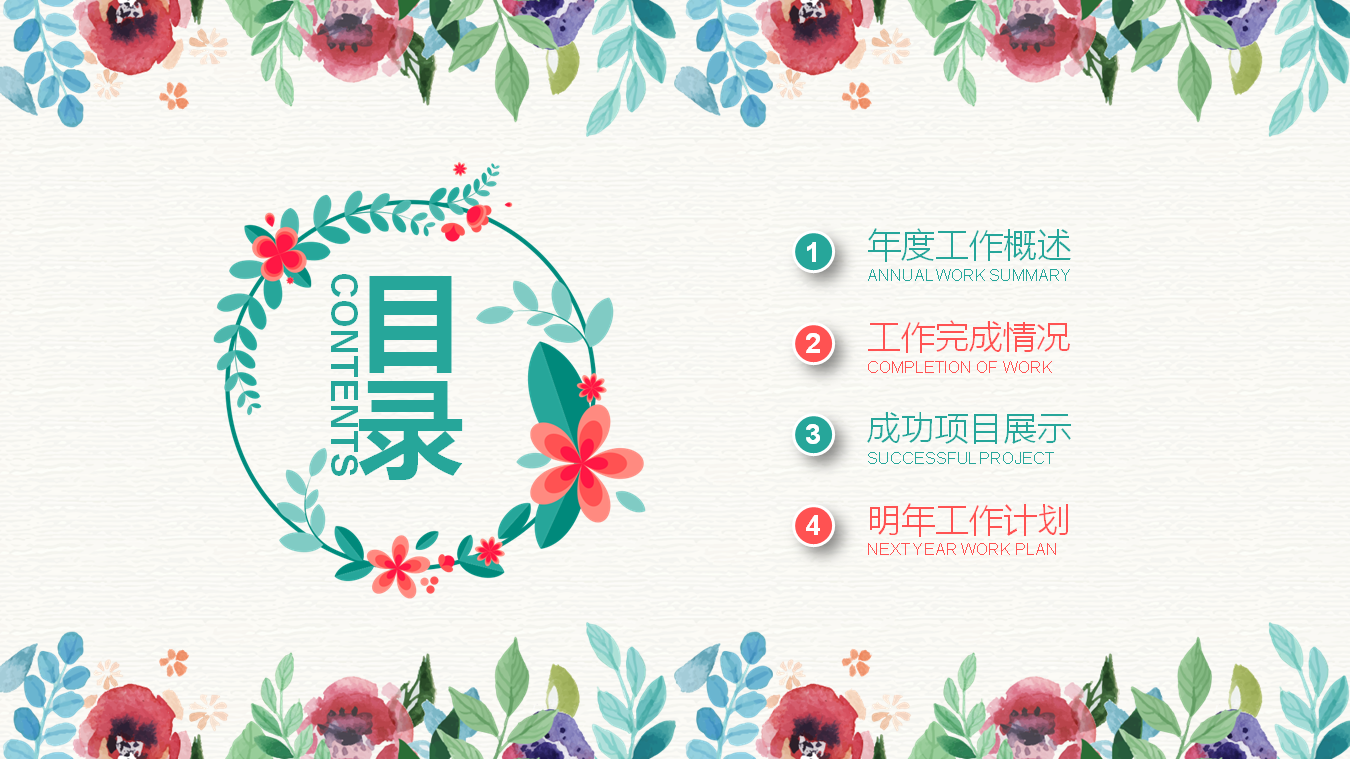 目录
CONTENTS
1
年度工作概述
ANNUAL WORK SUMMARY
2
工作完成情况
COMPLETION OF WORK
3
成功项目展示
SUCCESSFUL PROJECT
4
明年工作计划
NEXT YEAR WORK PLAN